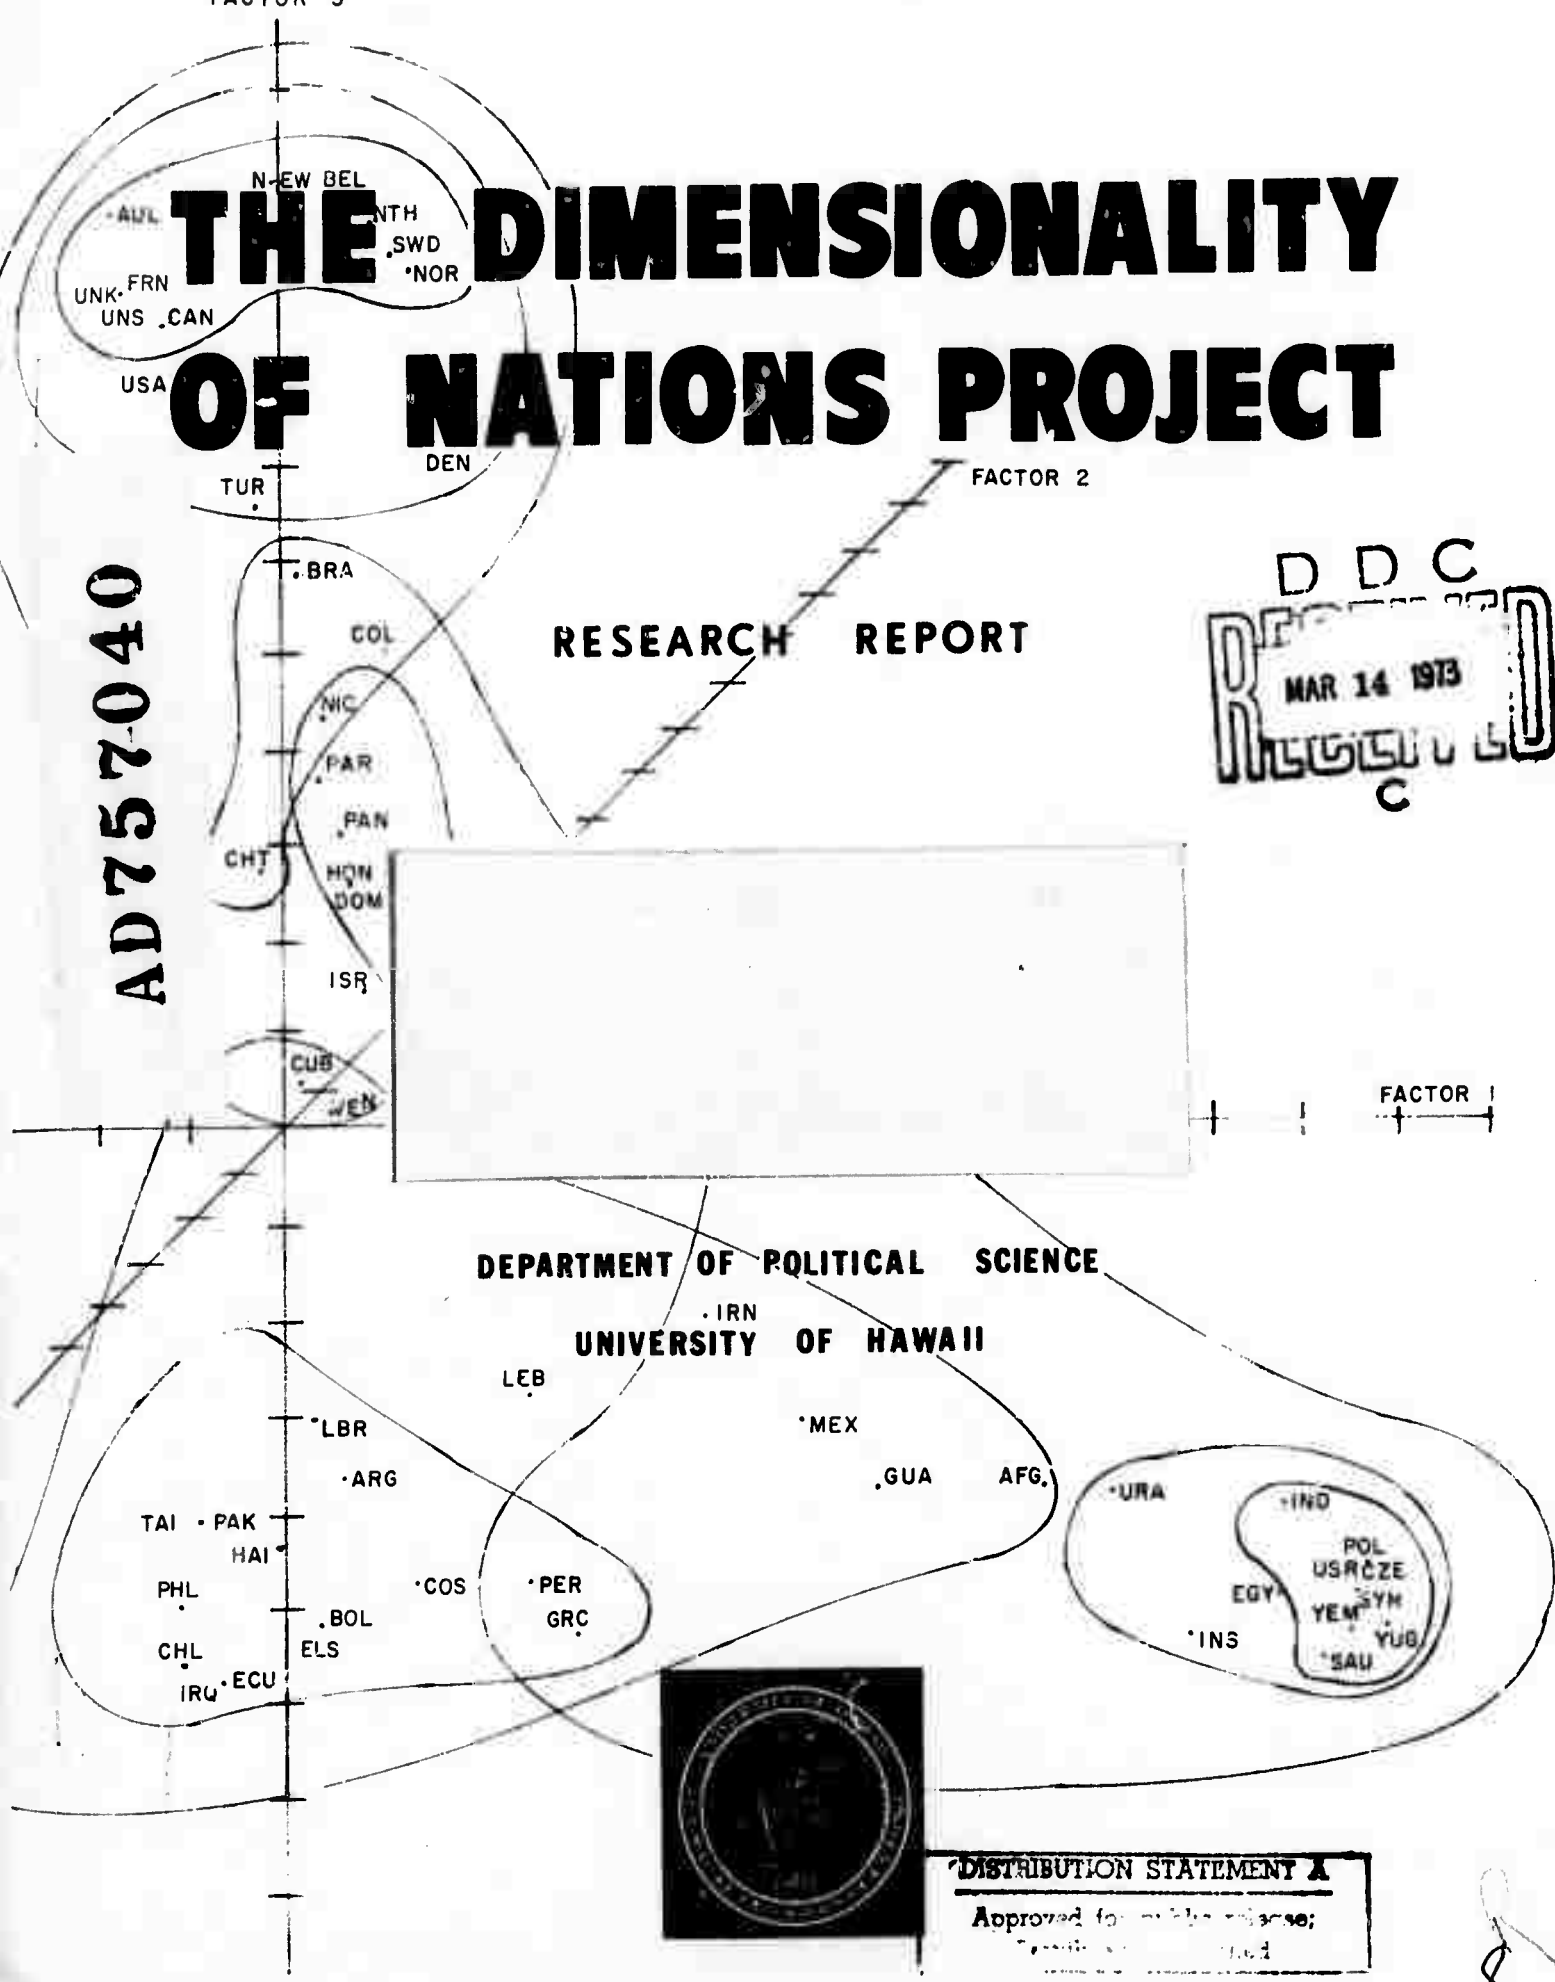 FACTOR 3
N-EW BEL
AUL
NTH
THE DIMENSIONALITY
SWD
NOR
FRN
UNK
UNS CAN
OF NATIONS PROJECT
USA
DEN
TUR
FACTOR 2
BRA
D D C
AD757040
COL
RESEARCH REPORT
MAR 14 1973
NIC
PAR
C
PAN
CHT
HON
DOM
ISR
CUB
VEN
FACTOR 1
DEPARTMENT OF POLITICAL SCIENCE
IRN
UNIVERSITY OF HAWAII
LEB
LBR
MEX
ARG
GUA
AFG
URA
IND
TAI PAK
HAI
POL
USR CZE
PHL
COS
PER
EGY
SYR
YEM
BOL
GRC
INS
YUG
CHL
ELS
SAU
IRQ
ECU
DISTRIBUTION STATEMENT A
Approved for public release;